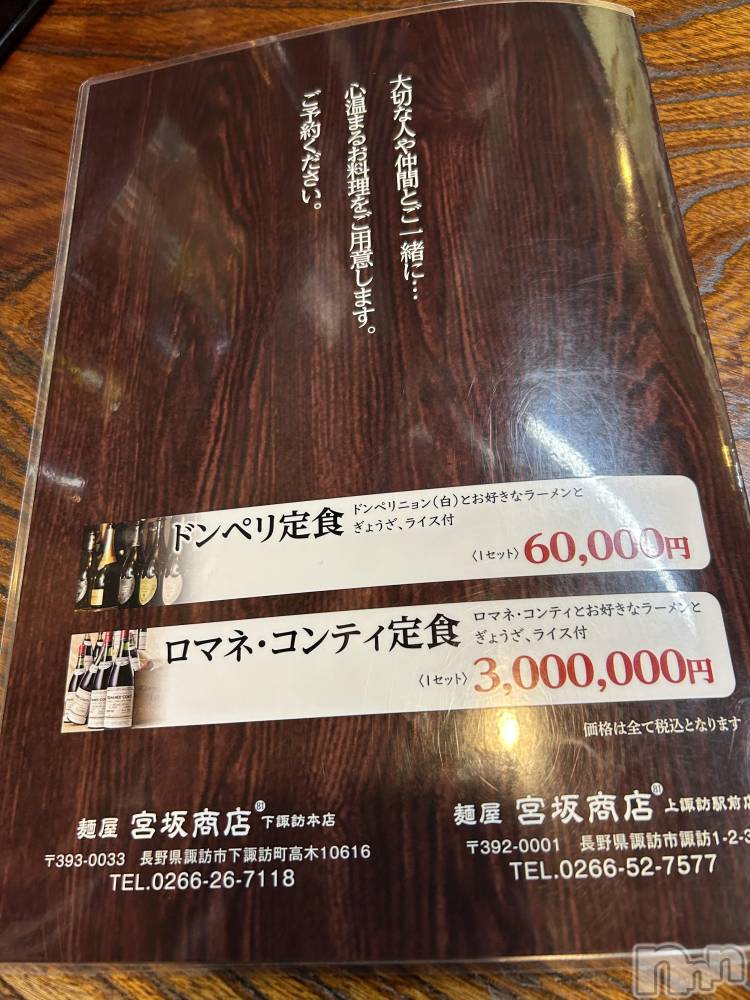 大切な人や仲間とご一緒に…
心温まるお料理をご用意します。
ご予約ください。
ドンペリ定食
ドンペリニョン(白)とお好きなラーメンと
ぎょうざ、ライス付
〈1セット〉 60,000円
ロマネ・コンティ定食
ロマネ・コンティとお好きなラーメンと
ぎょうざ、ライス付
〈1セット〉 3,000,000円
価格は全て税込となります
麺屋 宮坂商店 81 下諏訪本店
〒393-0033 長野県諏訪市下諏訪町高木10616
TEL.0266-26-7118
麺屋 宮坂商店 81 上諏訪駅前店
〒392-0001 長野県諏訪市諏訪1-2-3
TEL.0266-52-7577